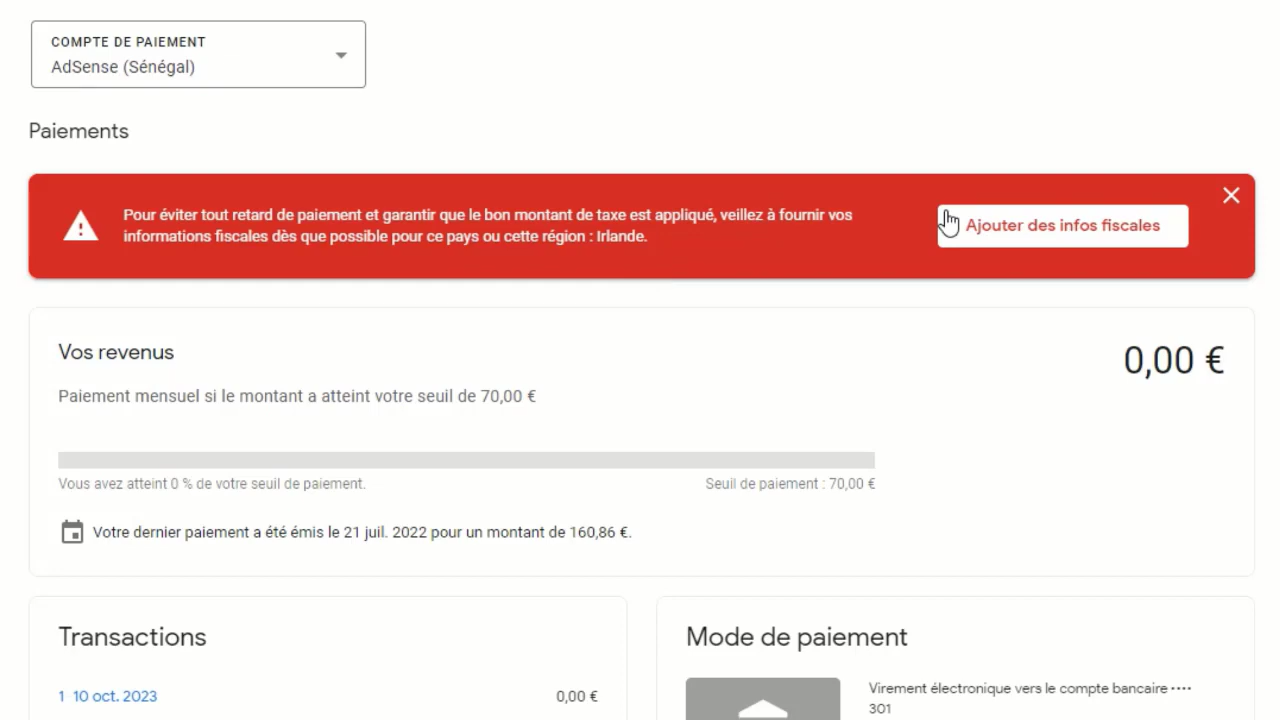 COMPTE DE PAIEMENT
AdSense (Sénégal)
Paiements
Pour éviter tout retard de paiement et garantir que le bon montant de taxe est appliqué, veillez à fournir vos
informations fiscales dès que possible pour ce pays ou cette région : Irlande.
Ajouter des infos fiscales
Vos revenus
0,00 €
Paiement mensuel si le montant a atteint votre seuil de 70,00 €
Vous avez atteint 0 % de votre seuil de paiement.
Seuil de paiement : 70,00 €
Votre dernier paiement a été émis le 21 juil. 2022 pour un montant de 160,86 €.
Transactions
1 10 oct. 2023
0,00 €
Mode de paiement
Virement électronique vers le compte bancaire ••••
301